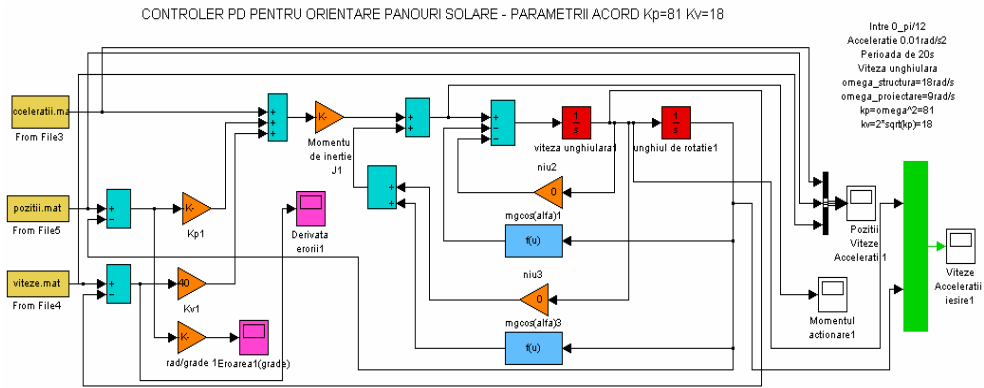 CONTROLER PD PENTRU ORIENTARE PANOURI SOLARE - PARAMETRII ACORD Kp=81 Kv=18
Intre 0_pi/12
Acceleratie 0.01rad/s2
Perioada de 20s
Viteza unghiulara
omega_structura=18rad/s
omega_proiectare=9rad/s
kp=omega^2=81
kv=2*sqrt(kp)=18
cceleratii.ma
From File3
pozitii.mat
From File5
viteze.mat
From File4
K-
Kp1
40
Kv1
K-
rad/grade 1
Eroarea1(grade)
Derivata
erorii1
K-
Momentu
de inertie
J1
1
s
viteza unghiulara1
1
s
unghiul de rotatie1
niu2
0
mgcos(alfa)1
f(u)
niu3
0
mgcos(alfa)3
f(u)
Pozitii
Viteze
Acceleratii1
Momentul
actionare1
Viteze
Acceleratii
iesire1